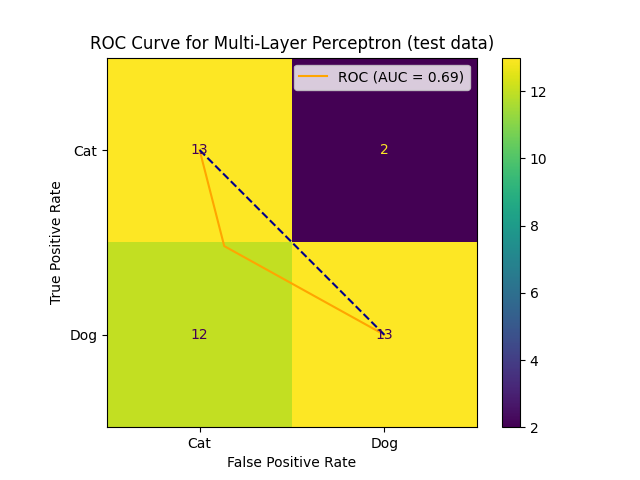 ROC Curve for Multi-Layer Perceptron (test data)
ROC (AUC = 0.69)
True Positive Rate
Cat
Dog
13
2
12
13
Cat
Dog
False Positive Rate
12
10
8
6
4
2